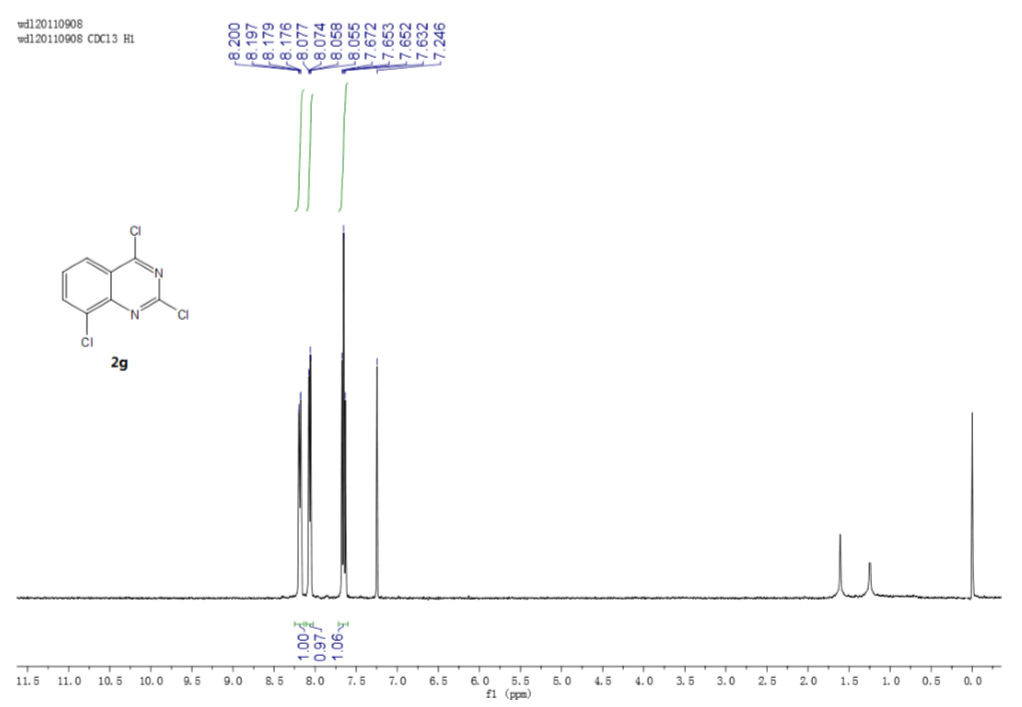 wdl20110908
wdl20110908 CDCl3 H1
8.200
8.197
8.179
8.176
8.077
8.074
8.058
8.055
7.672
7.653
7.652
7.632
7.246
Cl
N
N
Cl
Cl
2g
1.00
0.97
1.06
11.5 11.0 10.5 10.0 9.5 9.0 8.5 8.0 7.5 7.0 6.5 6.0 5.5 5.0 4.5 4.0 3.5 3.0 2.5 2.0 1.5 1.0 0.5 0.0
f1 (ppm)